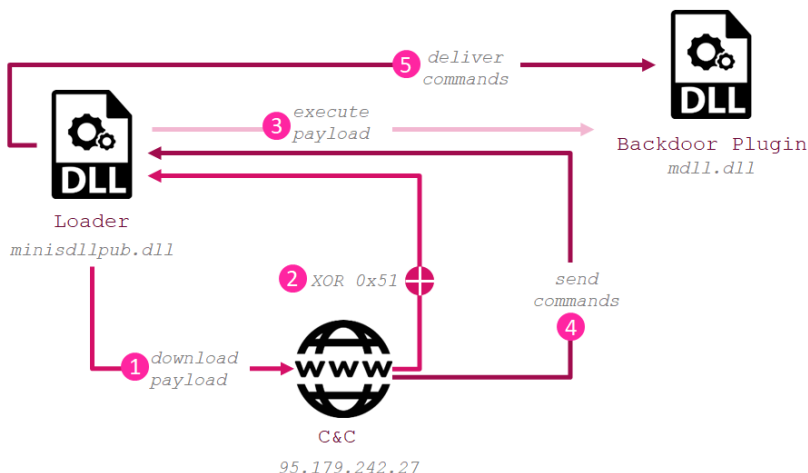 5 deliver
commands
DLL
3 execute
payload
Backdoor Plugin
mdll.dll
DLL
Loader
minisdllpub.dll
2 XOR 0x51
send
commands
4
1 download
payload
WWW
C&C
95.179.242.27